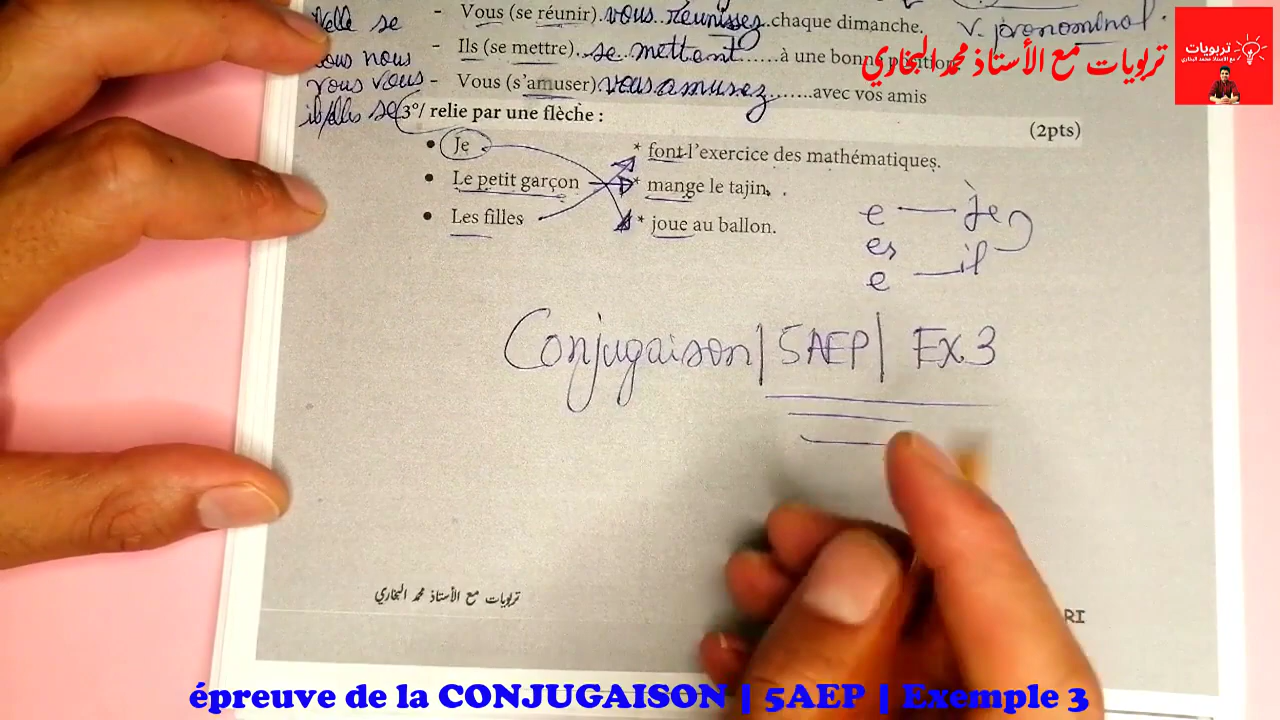 elle se - Vous (se réunir).vous..réunissez.chaque dimanche. v. pronominal.
nous nous - Ils (se mettre)...se mettent.......à une bonne position
vous vous - Vous (s'amuser) vous amusez.......avec vos amis
il/elles se 3°/ relie par une flèche :
(2pts)
تربويات مع الأستاذ محمد البخاري
تربويات
مع الأستاذ محمد البخاري
• Je * font l'exercice des mathématiques.
• Le petit garçon * mange le tajin.
• Les filles * joue au ballon.
e — Je
es
e — il
Conjugaison | 5AEP | Ex.3
تربويات مع الأستاذ محمد البخاري
RI
épreuve de la CONJUGAISON | 5AEP | Exemple 3